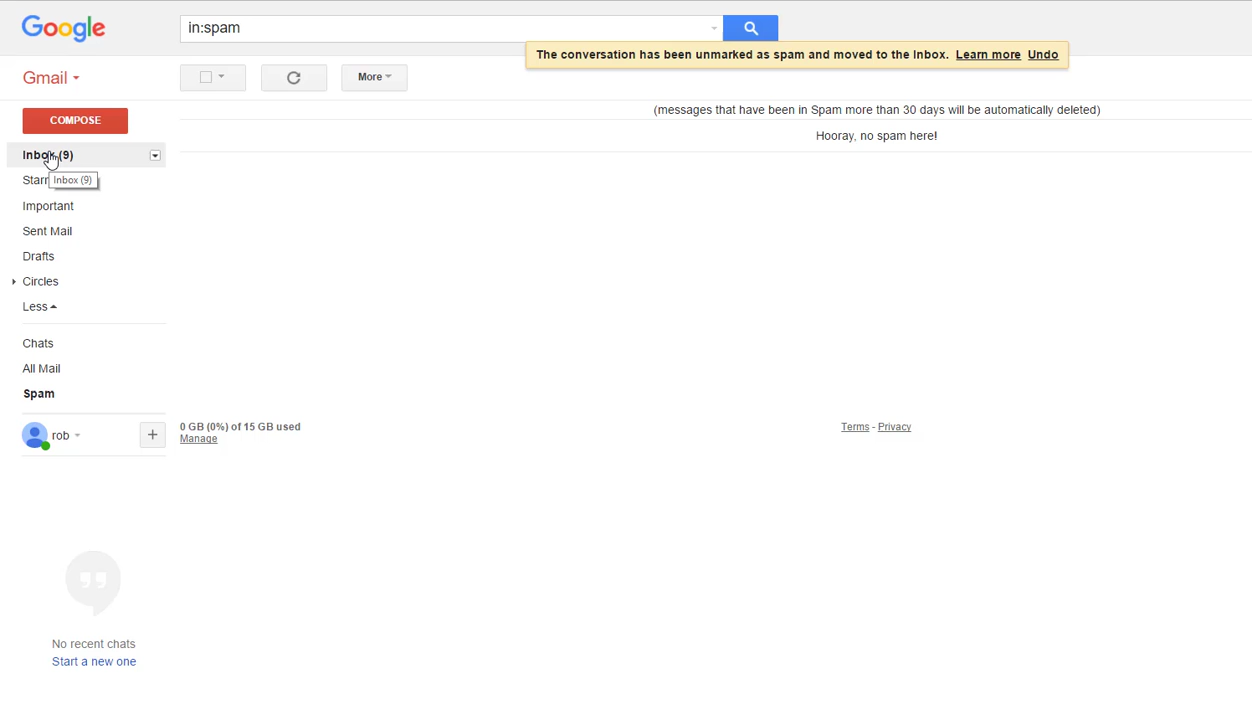 Google
in:spam
The conversation has been unmarked as spam and moved to the Inbox. Learn more Undo
Gmail
More
(messages that have been in Spam more than 30 days will be automatically deleted)
COMPOSE
Hooray, no spam here!
Inbox (9)
Starr
Inbox (9)
Important
Sent Mail
Drafts
Circles
Less
Chats
All Mail
Spam
rob
+
0 GB (0%) of 15 GB used
Manage
Terms - Privacy
No recent chats
Start a new one